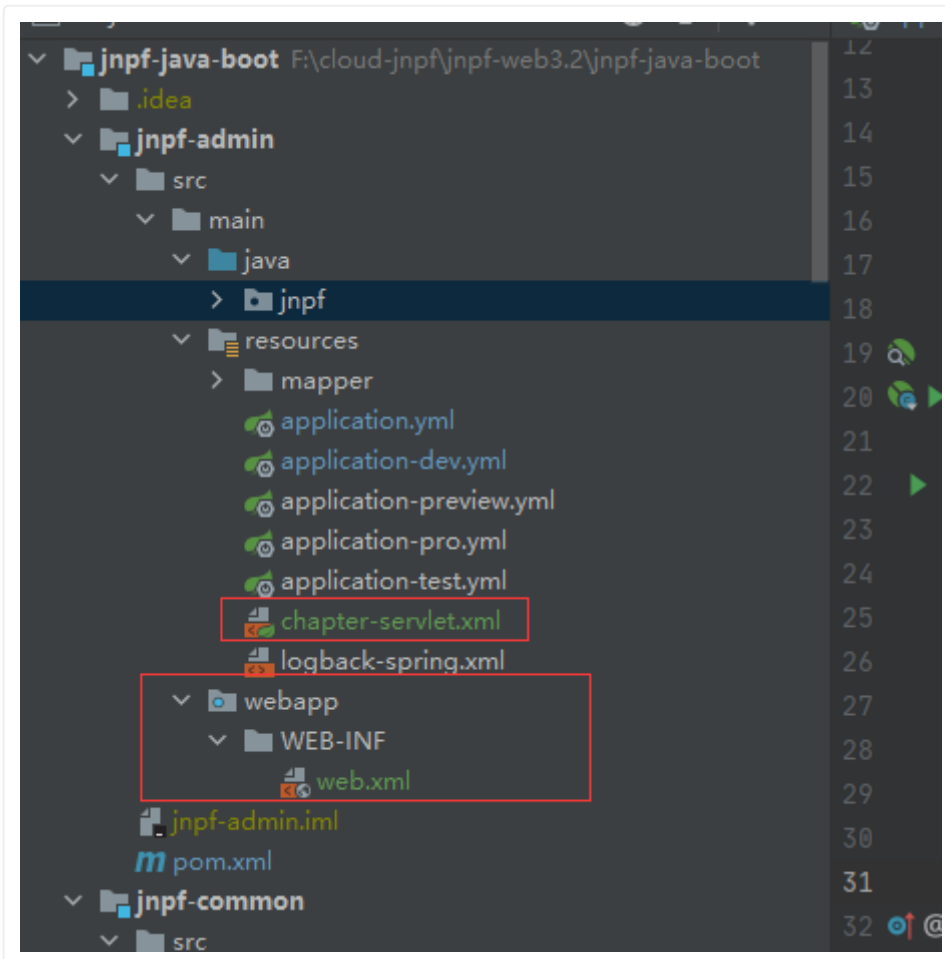 jnpf-java-boot F:\cloud-jnpf\jnpf-web3.2\jnpf-java-boot
.idea
jnpf-admin
src
main
java
jnpf
resources
mapper
application.yml
application-dev.yml
application-preview.yml
application-pro.yml
application-test.yml
chapter-servlet.xml
logback-spring.xml
webapp
WEB-INF
web.xml
jnpf-admin.iml
m pom.xml
jnpf-common
src
12
13
14
15
16
17
18
19
20
21
22
23
24
25
26
27
28
29
30
31
32 @